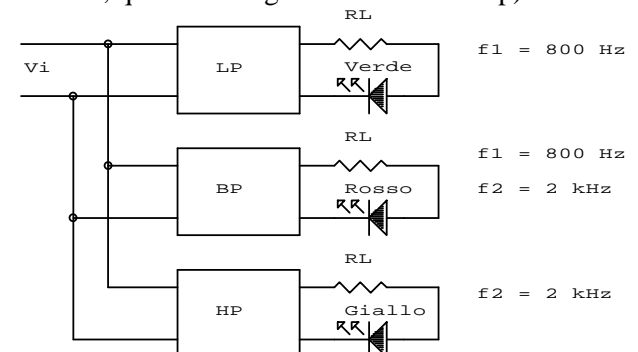 RL
f1 = 800 Hz
Vi
LP
Verde
RL
f1 = 800 Hz
BP
Rosso
f2 = 2 kHz
RL
f2 = 2 kHz
HP
Giallo